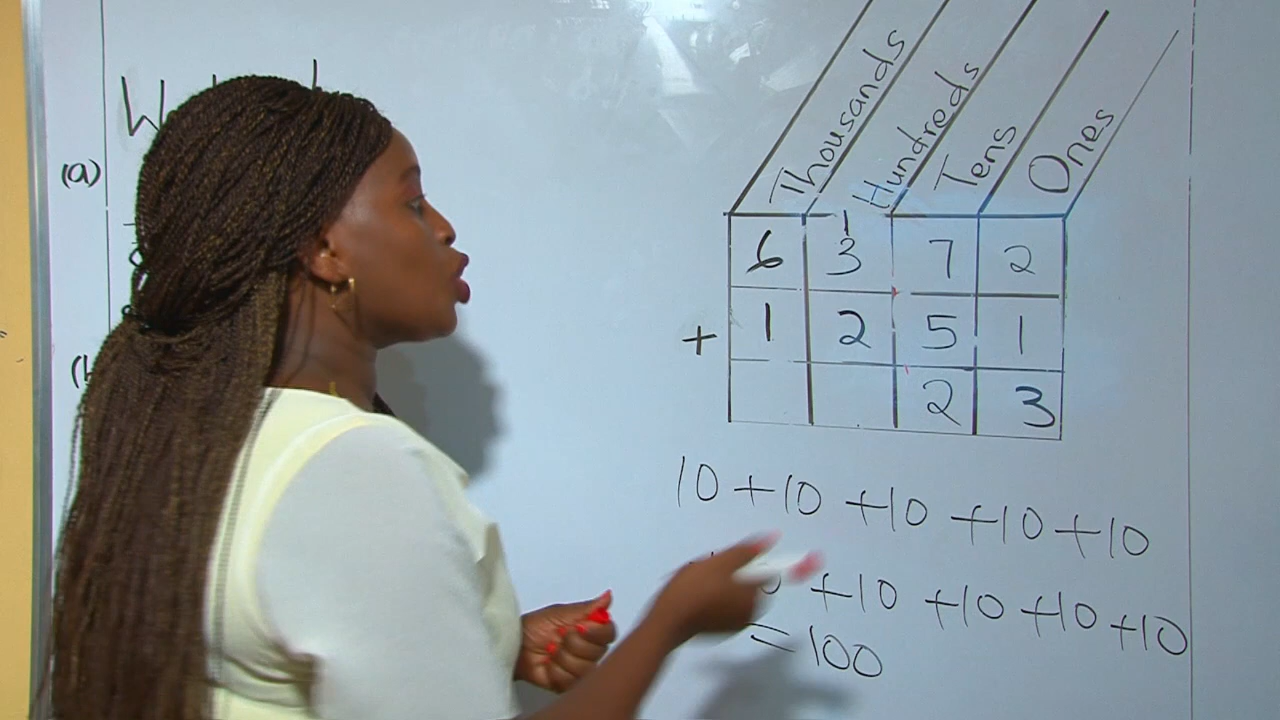 (a)
Thousands Hundreds Tens Ones
1
6 3 7 2
+ 1 2 5 1
2 3
10 +10 +10 +10 +10
+10 +10 +10 +10
=100